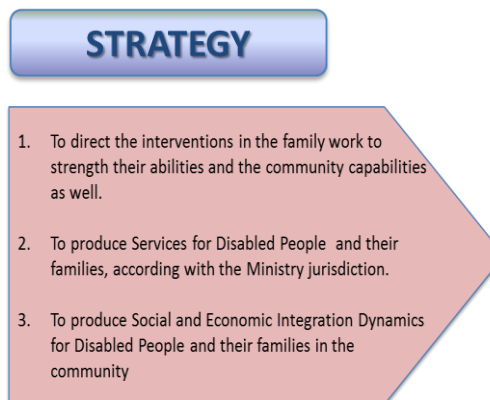 STRATEGY
1. To direct the interventions in the family work to
strength their abilities and the community capabilities
as well.
2. To produce Services for Disabled People and their
families, according with the Ministry jurisdiction.
3. To produce Social and Economic Integration Dynamics
for Disabled People and their families in the
community